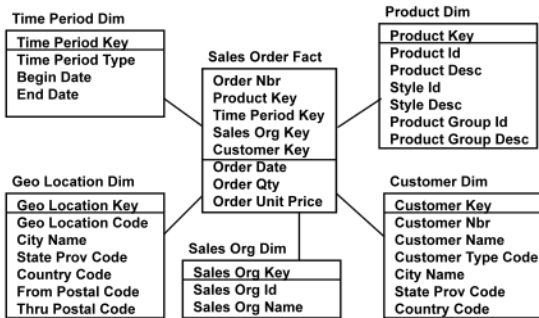 Time Period Dim
Time Period Key
Time Period Type
Begin Date
End Date
Sales Order Fact
Order Nbr
Product Key
Time Period Key
Sales Org Key
Customer Key
Order Date
Order Qty
Order Unit Price
Product Dim
Product Key
Product Id
Product Desc
Style Id
Style Desc
Product Group Id
Product Group Desc
Geo Location Dim
Geo Location Key
Geo Location Code
City Name
State Prov Code
Country Code
From Postal Code
Thru Postal Code
Sales Org Dim
Sales Org Key
Sales Org Id
Sales Org Name
Customer Dim
Customer Key
Customer Nbr
Customer Name
Customer Type Code
City Name
State Prov Code
Country Code